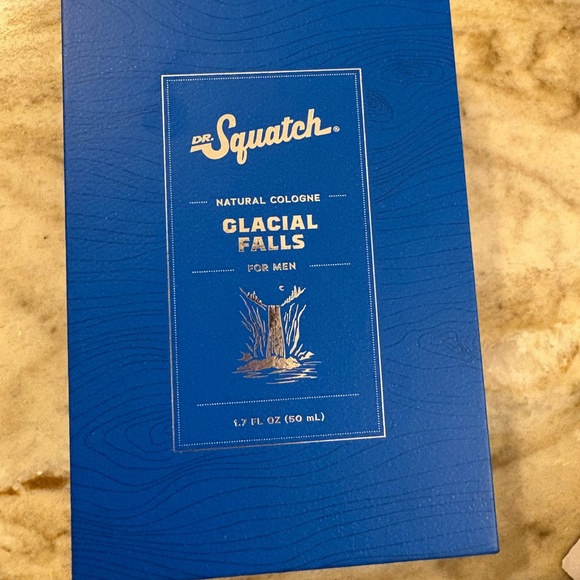 DR. Squatch®
NATURAL COLOGNE
GLACIAL
FALLS
FOR MEN
1.7 FL OZ (50 mL)